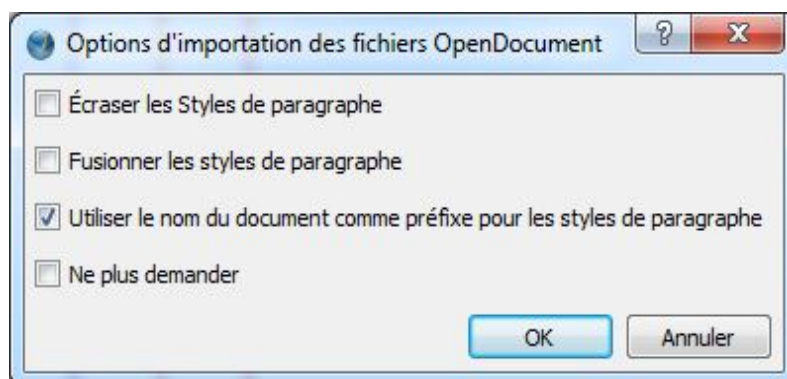 Options d'importation des fichiers OpenDocument
Écraser les Styles de paragraphe
Fusionner les styles de paragraphe
Utiliser le nom du document comme préfixe pour les styles de paragraphe
Ne plus demander
OK Annuler